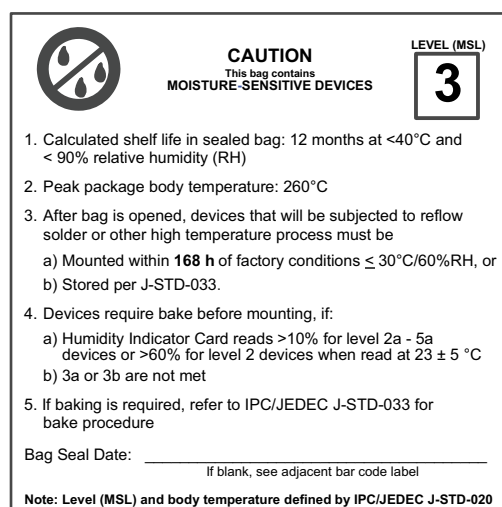 CAUTION
This bag contains
MOISTURE-SENSITIVE DEVICES
LEVEL (MSL)
3
1. Calculated shelf life in sealed bag: 12 months at <40°C and
< 90% relative humidity (RH)
2. Peak package body temperature: 260°C
3. After bag is opened, devices that will be subjected to reflow
solder or other high temperature process must be
a) Mounted within 168 h of factory conditions ≤ 30°C/60%RH, or
b) Stored per J-STD-033.
4. Devices require bake before mounting, if:
a) Humidity Indicator Card reads >10% for level 2a - 5a
devices or >60% for level 2 devices when read at 23 ± 5 °C
b) 3a or 3b are not met
5. If baking is required, refer to IPC/JEDEC J-STD-033 for
bake procedure
Bag Seal Date: ____________________
If blank, see adjacent bar code label
Note: Level (MSL) and body temperature defined by IPC/JEDEC J-STD-020